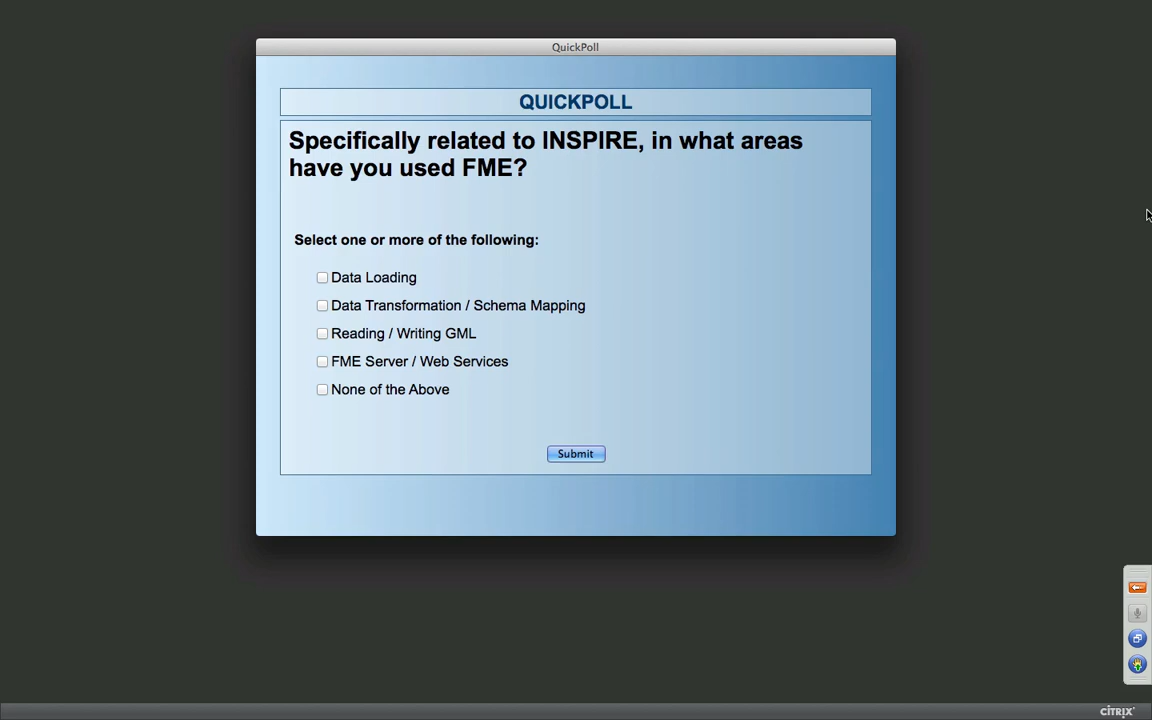 QuickPoll
QUICKPOLL
Specifically related to INSPIRE, in what areas
have you used FME?
Select one or more of the following:
Data Loading
Data Transformation / Schema Mapping
Reading / Writing GML
FME Server / Web Services
None of the Above
Submit
CITRIX